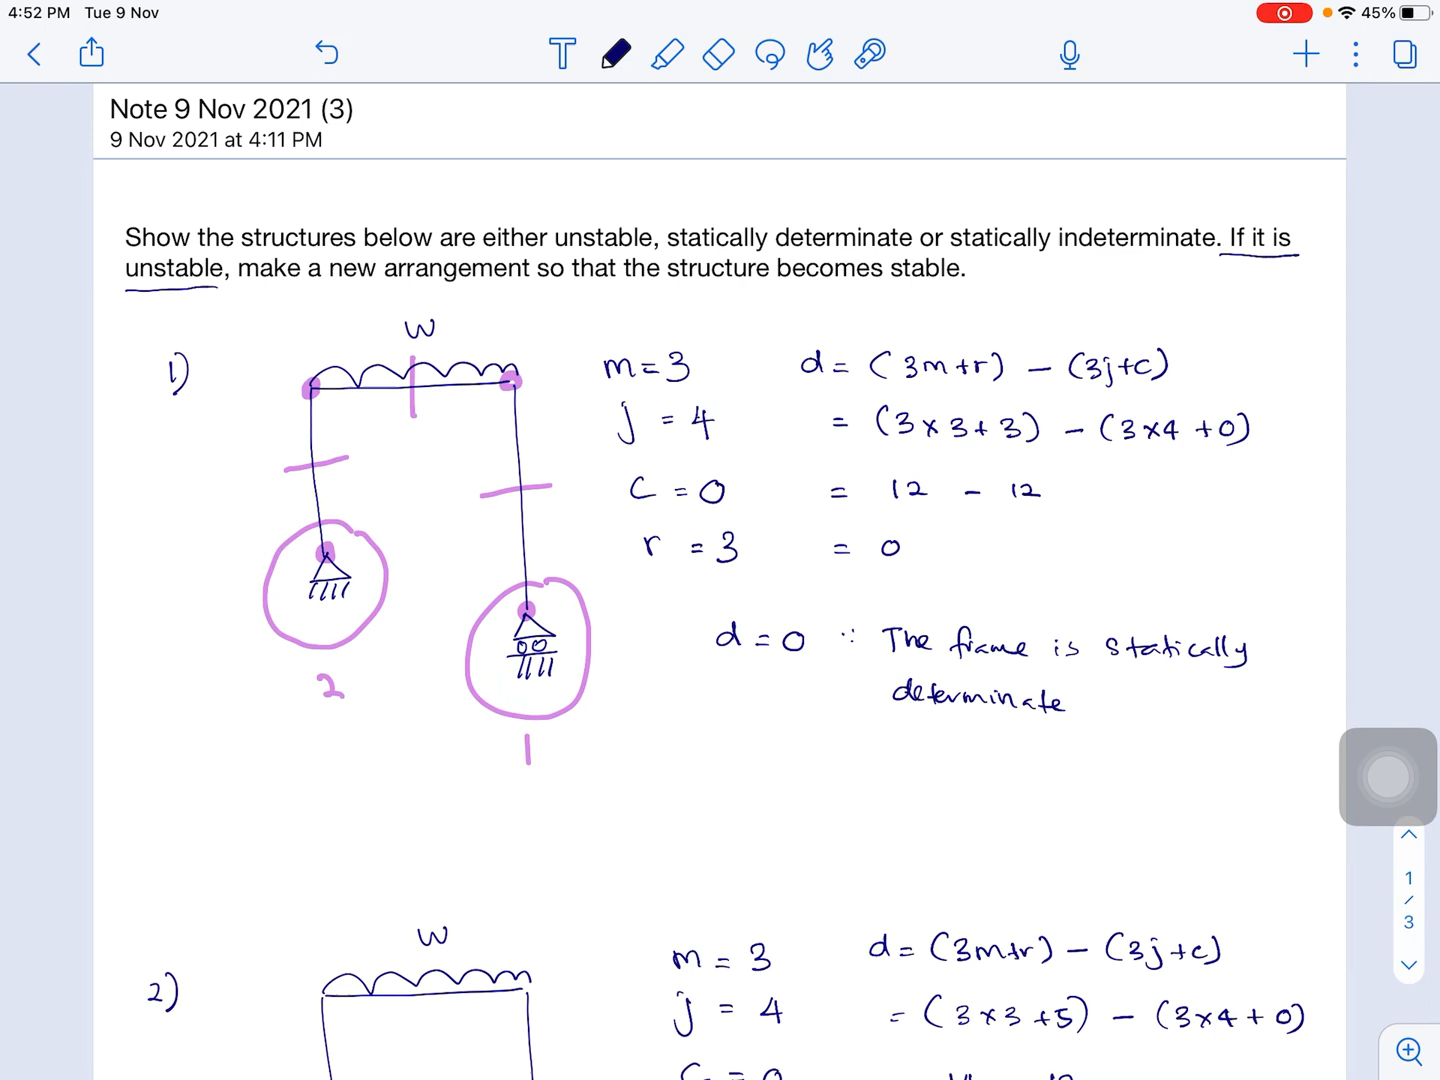 4:52 PM Tue 9 Nov
45%
T
Note 9 Nov 2021 (3)
9 Nov 2021 at 4:11 PM
Show the structures below are either unstable, statically determinate or statically indeterminate. If it is
unstable, make a new arrangement so that the structure becomes stable.
1)
W
m = 3
j = 4
C = 0
r = 3
d = (3m+r) - (3j+c)
= (3×3+3) - (3×4+0)
= 12 - 12
= 0
2
1
d = 0 ∵ The frame is statically
determinate
1
/
3
2)
W
m = 3
j = 4
C = 0
d = (3m+r) - (3j+c)
= (3×3+5) - (3×4+0)